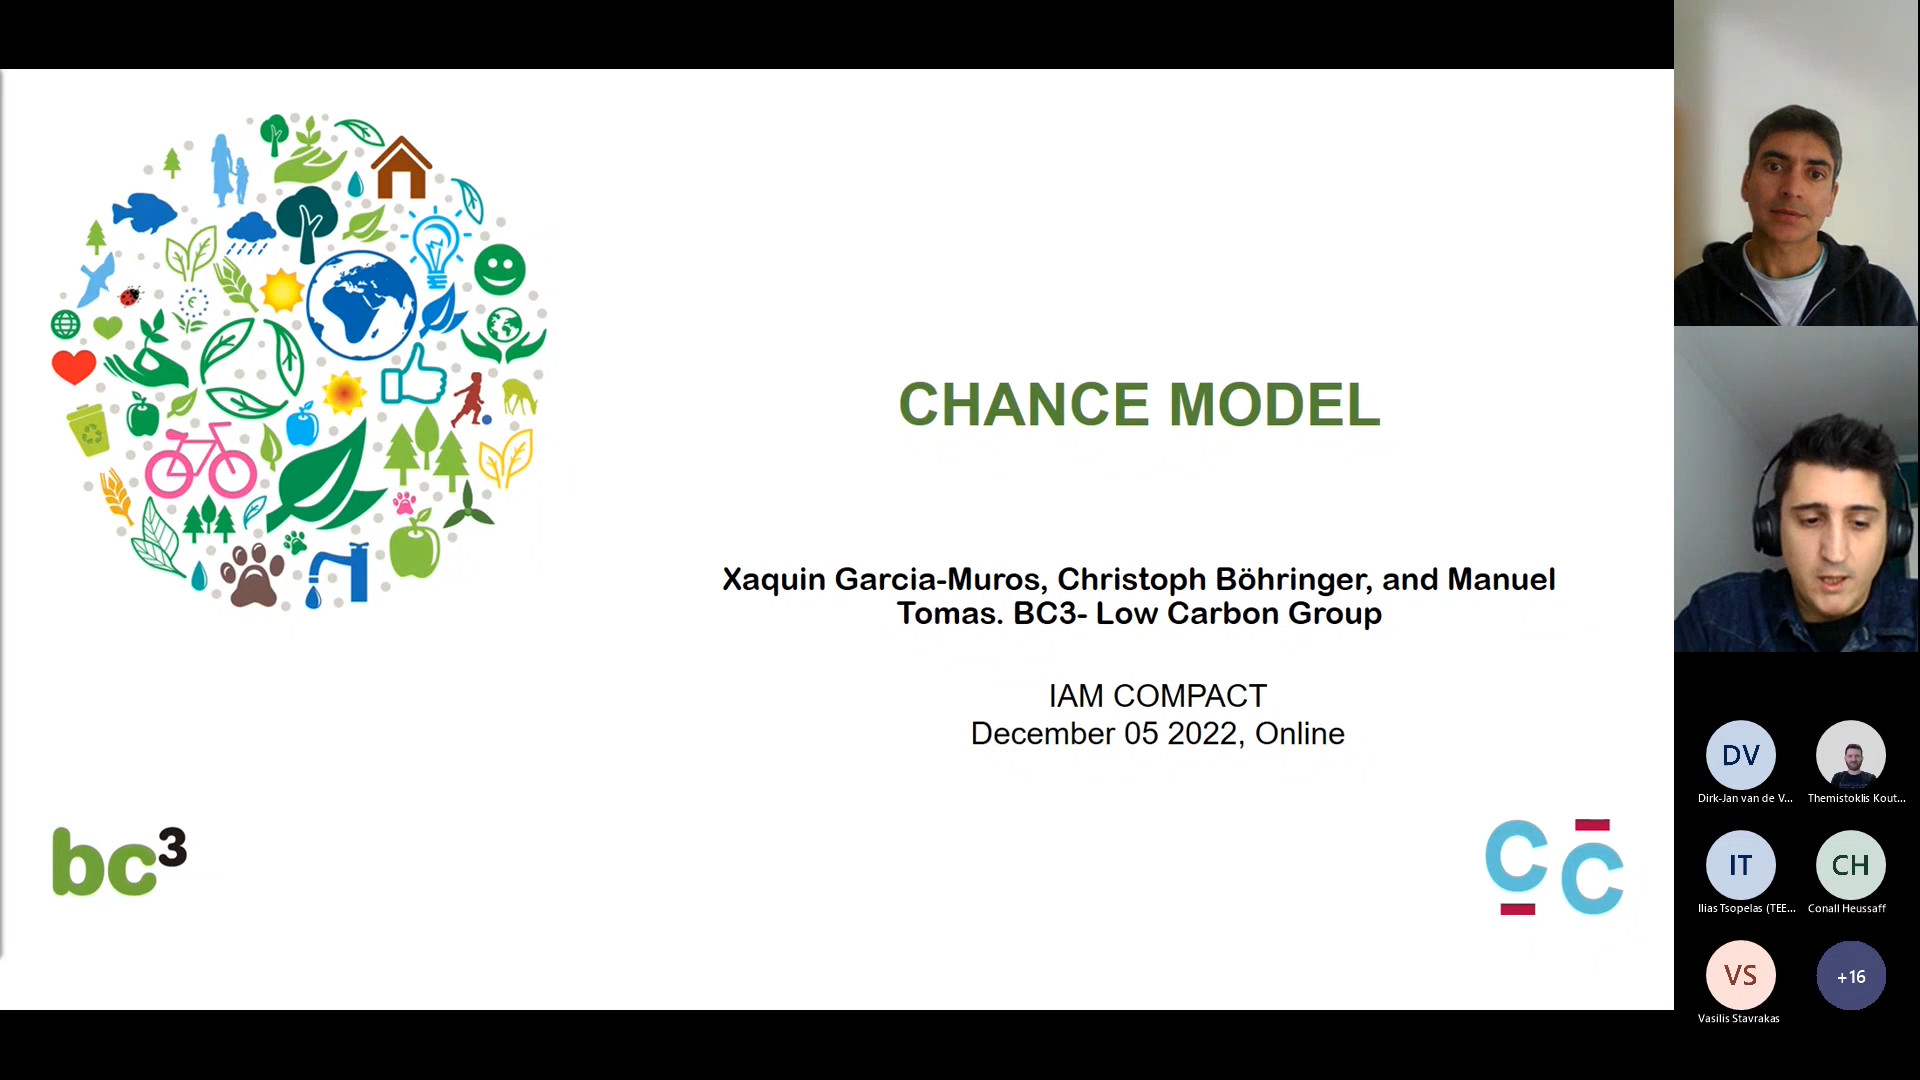 CHANCE MODEL
Xaquin Garcia-Muros, Christoph Böhringer, and Manuel
Tomas. BC3- Low Carbon Group
IAM COMPACT
December 05 2022, Online
bc³
DV
Dirk-Jan van de V...
Themistoklis Kout...
IT
Ilias Tsopelas (TEE...
CH
Conall Heussaff
VS
Vasilis Stavrakas
+16